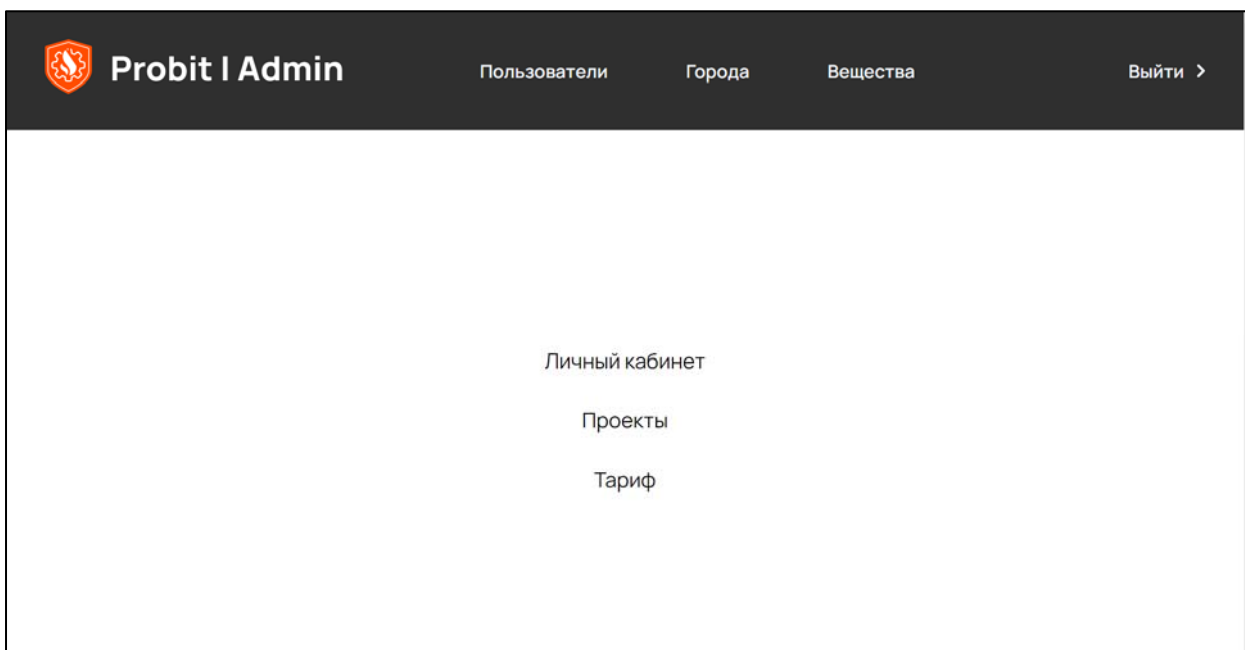 Probit | Admin
Пользователи
Города
Вещества
Выйти >
Личный кабинет
Проекты
Тариф